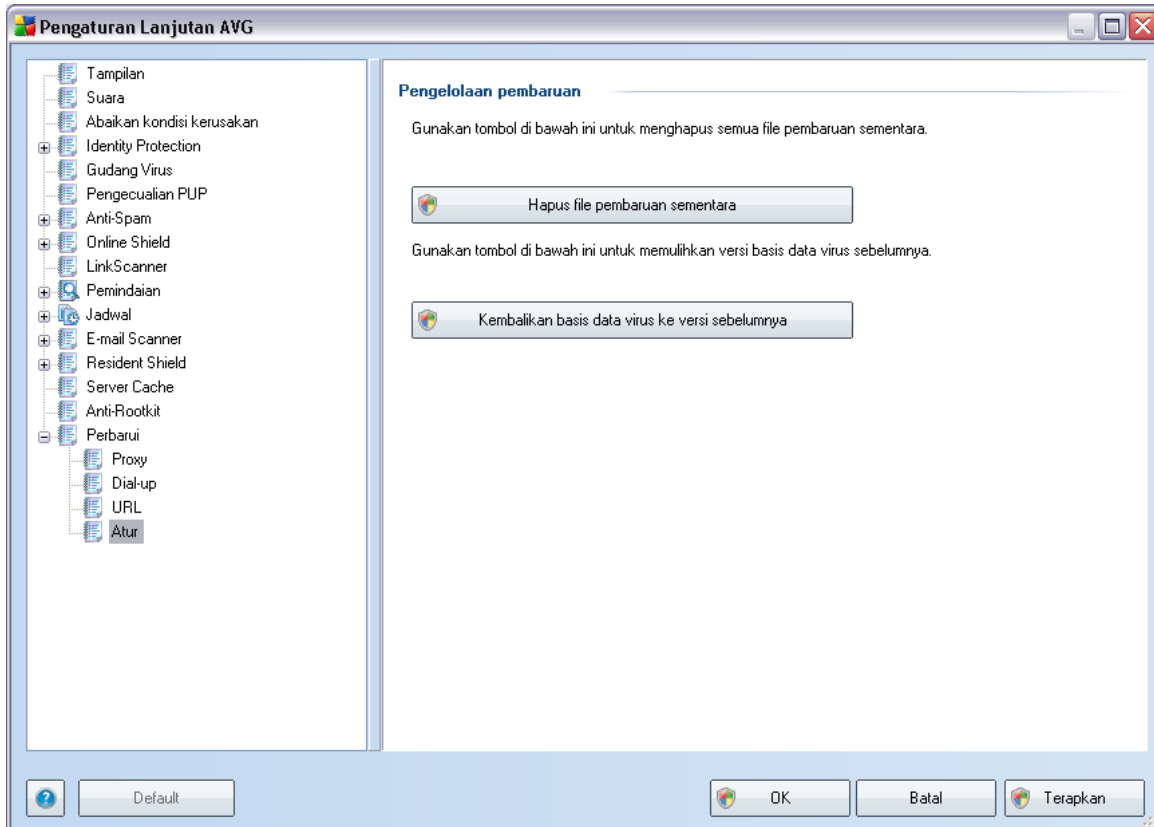 Pengaturan Lanjutan AVG
Tampilan
Suara
Abaikan kondisi kerusakan
Identity Protection
Gudang Virus
Pengecualian PUP
Anti-Spam
Online Shield
LinkScanner
Pemindaian
Jadwal
E-mail Scanner
Resident Shield
Server Cache
Anti-Rootkit
Perbarui
Proxy
Dial-up
URL
Atur
Pengelolaan pembaruan
Gunakan tombol di bawah ini untuk menghapus semua file pembaruan sementara.
Hapus file pembaruan sementara
Gunakan tombol di bawah ini untuk memulihkan versi basis data virus sebelumnya.
Kembalikan basis data virus ke versi sebelumnya
Default
OK
Batal
Terapkan